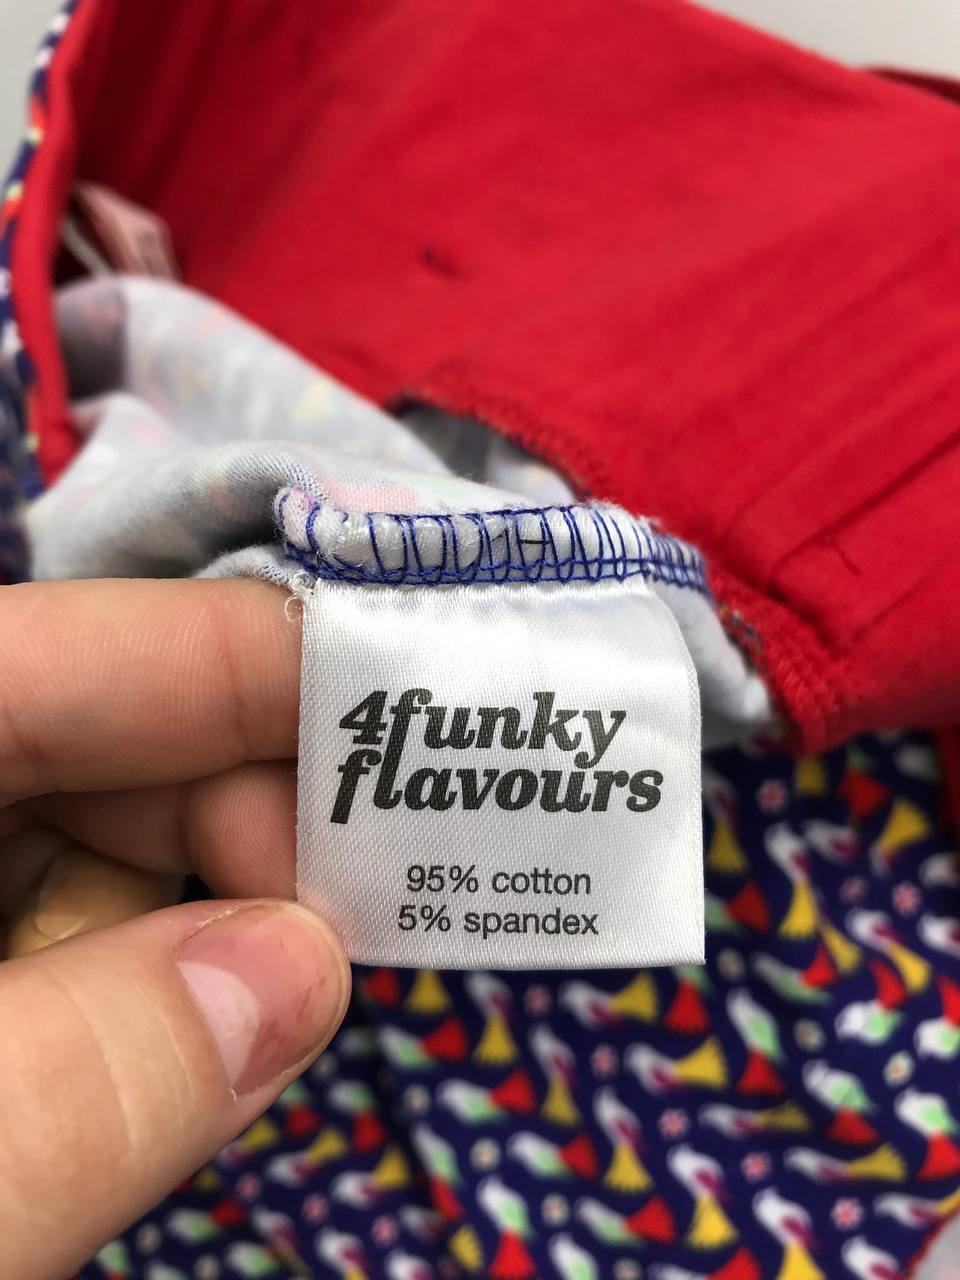 4funky
flavours
95% cotton
5% spandex